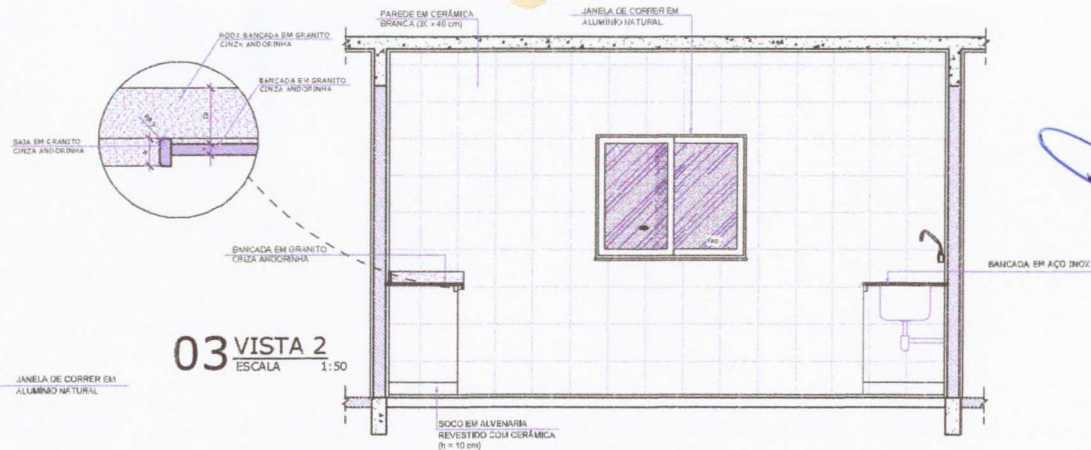 PAREDE EM CERÂMICA
BRANCA (30 x 40 cm)
JANELA DE CORRER EM
ALUMÍNIO NATURAL
RODA BANCADA EM GRANITO
CINZA ANDORINHA
BANCADA EM GRANITO
CINZA ANDORINHA
SAIA EM GRANITO
CINZA ANDORINHA
BANCADA EM GRANITO
CINZA ANDORINHA
BANCADA EM AÇO INOX
03 VISTA 2
ESCALA 1:50
JANELA DE CORRER EM
ALUMÍNIO NATURAL
SOCO EM ALVENARIA
REVESTIDO COM CERÂMICA
(h = 10 cm)